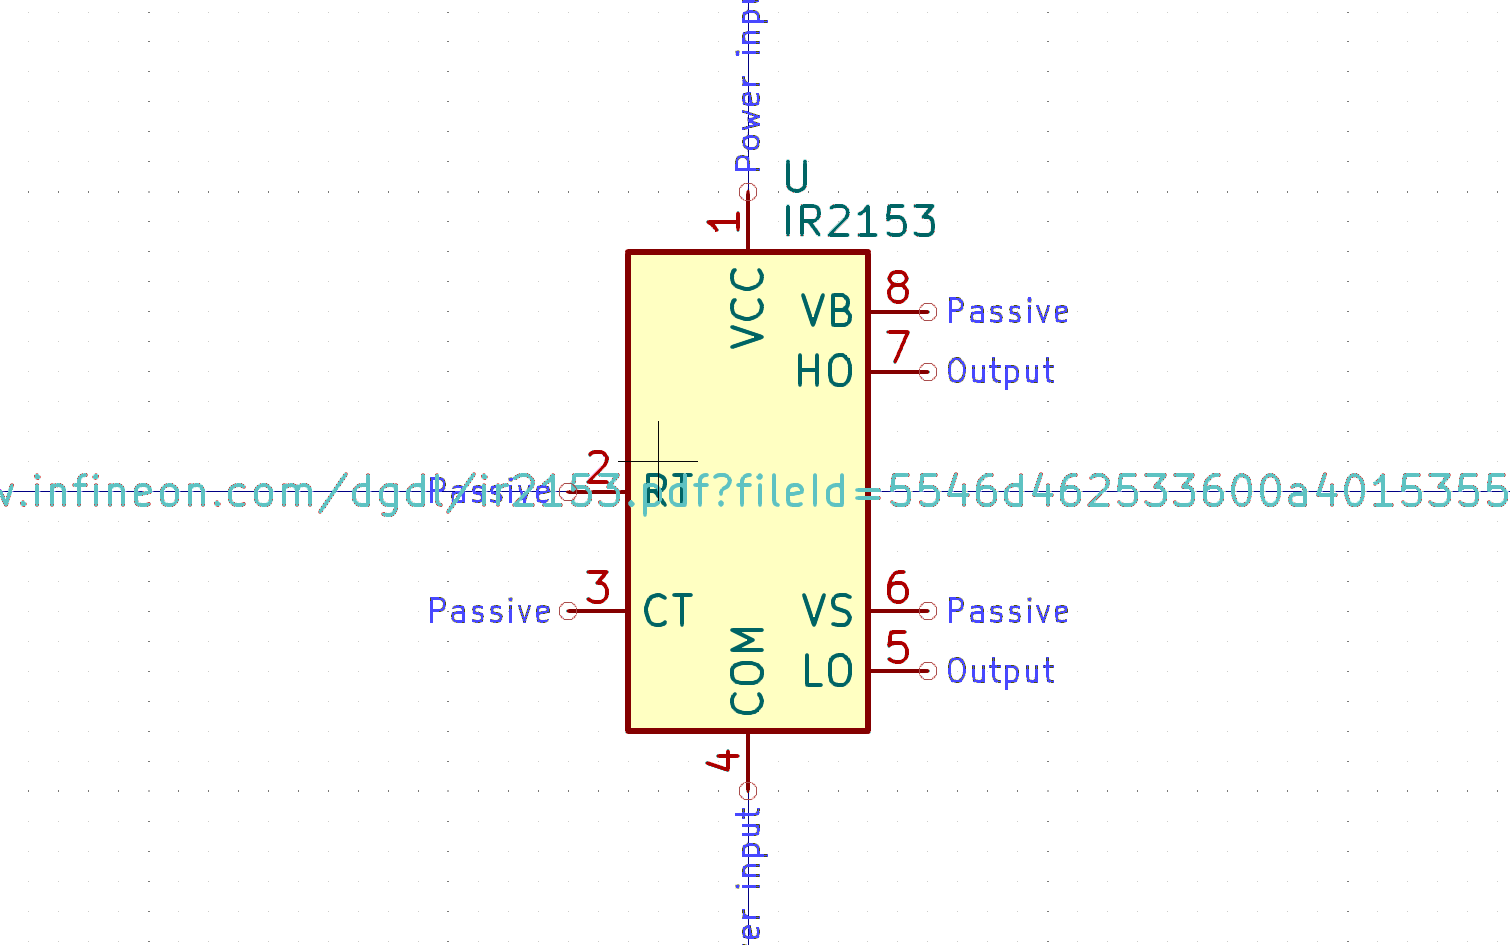 Power inpu
U
IR2153
1
VCC
VB
8
Passive
HO
7
Output
Passive
2
RT
v.infineon.com/dgdl/ir2153.pdf?fileId=5546d462533600a4015355
Passive
3
CT
VS
6
Passive
LO
5
Output
COM
4
er input